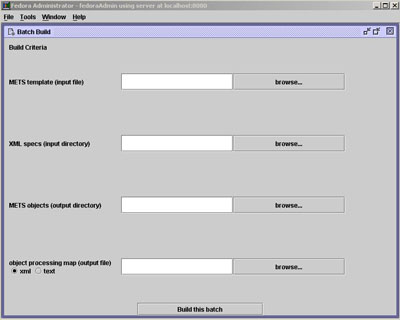 Fedora Administrator - fedoraAdmin using server at localhost:8080
File Tools Window Help
Batch Build
Build Criteria
METS template (input file)
browse...
XML specs (input directory)
browse...
METS objects (output directory)
browse...
object processing map (output file)
xml text
browse...
Build this batch